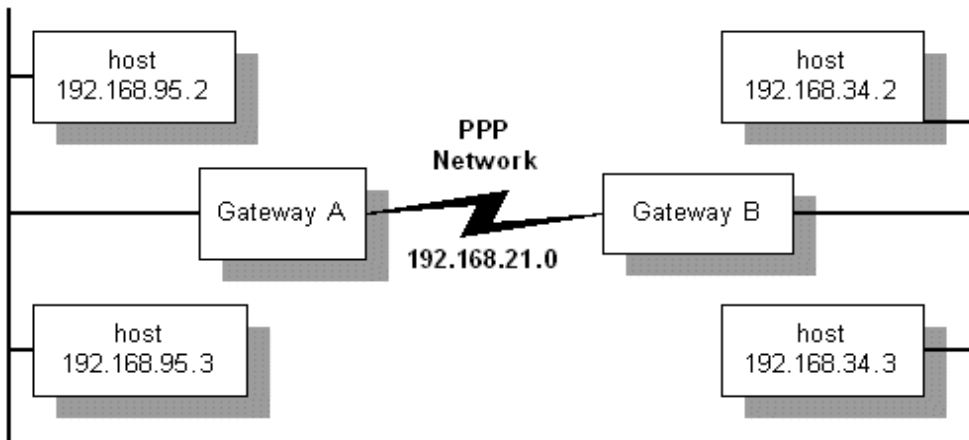 host
192.168.95.2
host
192.168.34.2
PPP
Network
Gateway A
Gateway B
192.168.21.0
host
192.168.95.3
host
192.168.34.3